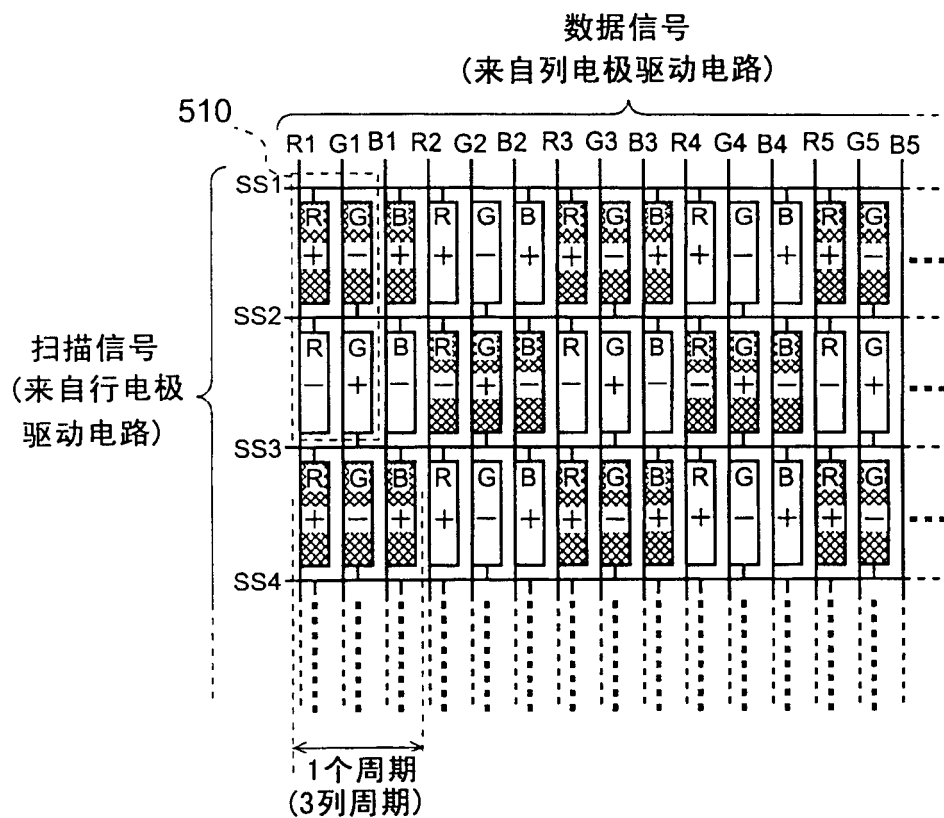 数据信号
(来自列电极驱动电路)
510
R1 G1 B1 R2 G2 B2 R3 G3 B3 R4 G4 B4 R5 G5 B5
SS1
R G B R G B R G B R G B R G
+ − + + − + + − + + − + + −
SS2
扫描信号
(来自行电极
驱动电路)
R G B R G B R G B R G B R G
− + − − + − − + − − + − − +
SS3
R G B R G B R G B R G B R G
+ − + + − + + − + + − + + −
SS4
1个周期
(3列周期)